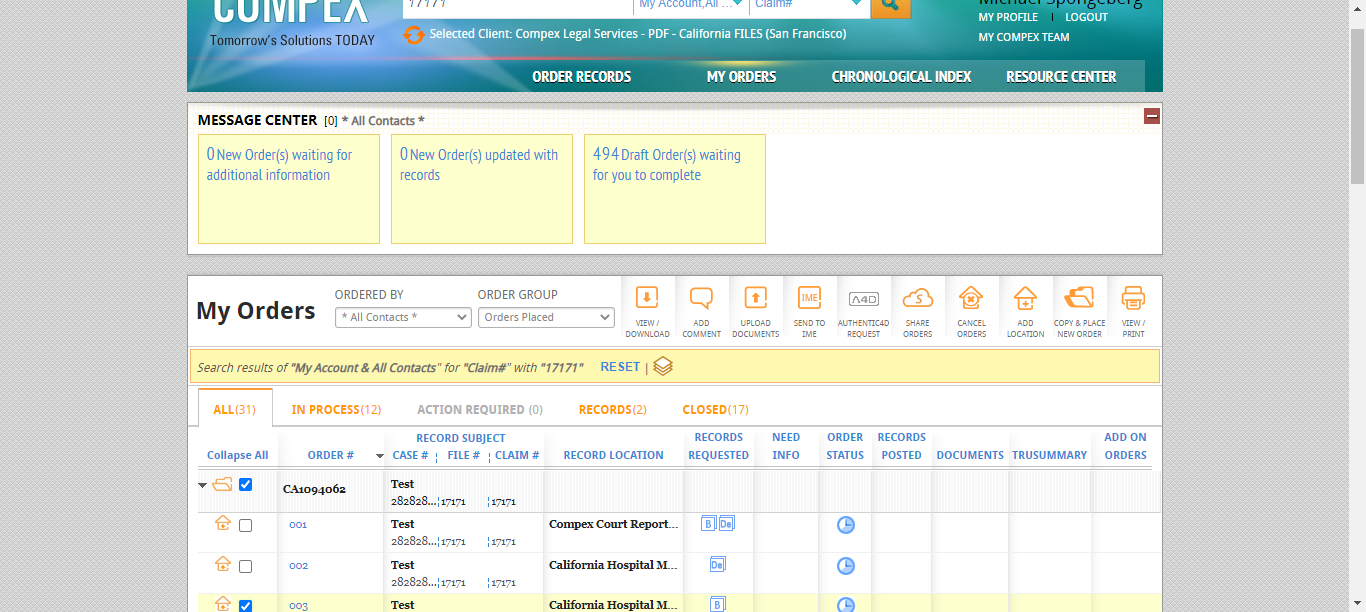 COMPEX
Tomorrow's Solutions TODAY
17171
My Account,All ...
Claim#
Michael Spongeberg
MY PROFILE | LOGOUT
MY COMPEX TEAM
Selected Client: Compex Legal Services - PDF - California FILES (San Francisco)
ORDER RECORDS MY ORDERS CHRONOLOGICAL INDEX RESOURCE CENTER
MESSAGE CENTER [0] * All Contacts *
0 New Order(s) waiting for
additional information
0 New Order(s) updated with
records
494 Draft Order(s) waiting
for you to complete
My Orders
ORDERED BY
* All Contacts *
ORDER GROUP
Orders Placed
VIEW /
DOWNLOAD
ADD
COMMENT
UPLOAD
DOCUMENTS
IME
SEND TO
IME
A4D
AUTHENTIC4D
REQUEST
S
SHARE
ORDERS
CANCEL
ORDERS
ADD
LOCATION
COPY & PLACE
NEW ORDER
VIEW /
PRINT
Search results of "My Account & All Contacts" for "Claim#" with "17171" RESET |
ALL(31) IN PROCESS(12) ACTION REQUIRED (0) RECORDS(2) CLOSED(17)
Collapse All
ORDER #
RECORD SUBJECT
CASE # ¦ FILE # ¦ CLAIM #
RECORD LOCATION
RECORDS
REQUESTED
NEED
INFO
ORDER
STATUS
RECORDS
POSTED
DOCUMENTS
TRUSUMMARY
ADD ON
ORDERS
CA1094062
Test
282828...¦17171 ¦17171
001
Test
282828...¦17171 ¦17171
Compex Court Report...
B De
002
Test
282828...¦17171 ¦17171
California Hospital M...
De
003
Test
California Hospital M...
B